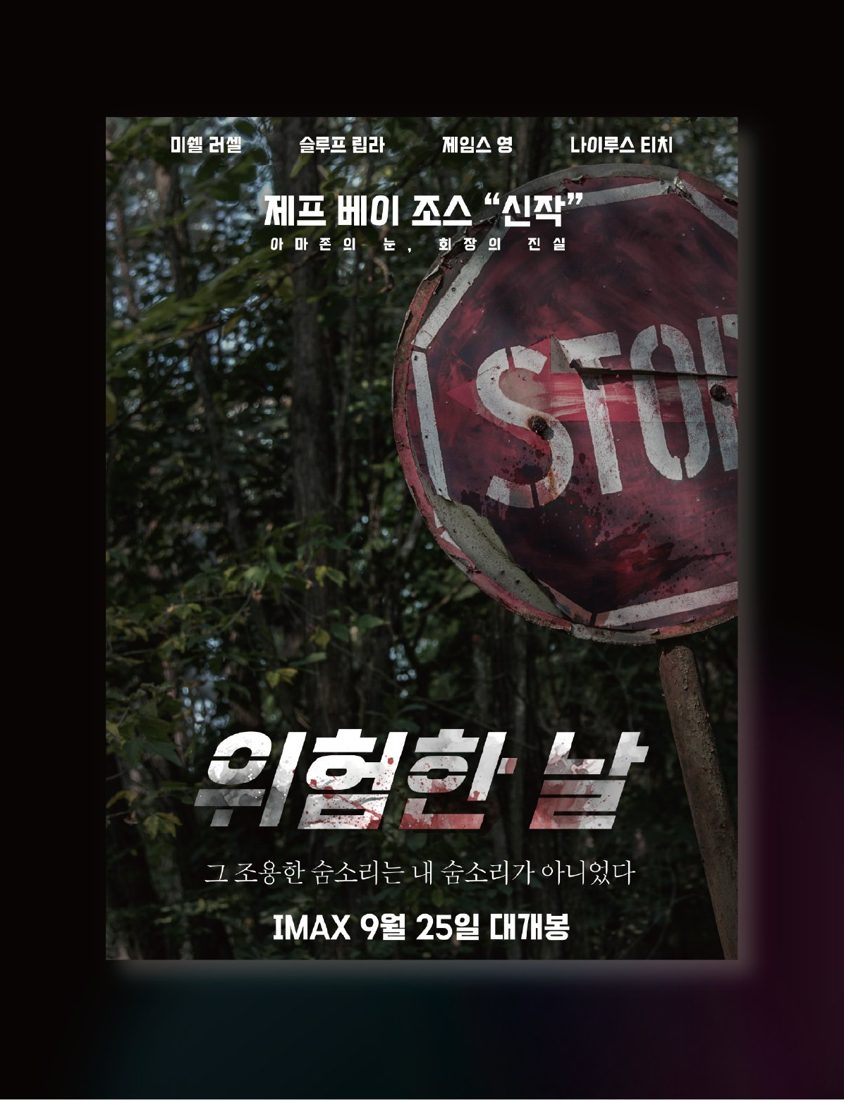 미쉘 러셀 슬루프 립라 제임스 영 나이루스 티치
제프 베이 조스 “신작”
아마존의 눈, 회장의 진실
STOP
위험한 날
그 조용한 숨소리는 내 숨소리가 아니었다
IMAX 9월 25일 대개봉